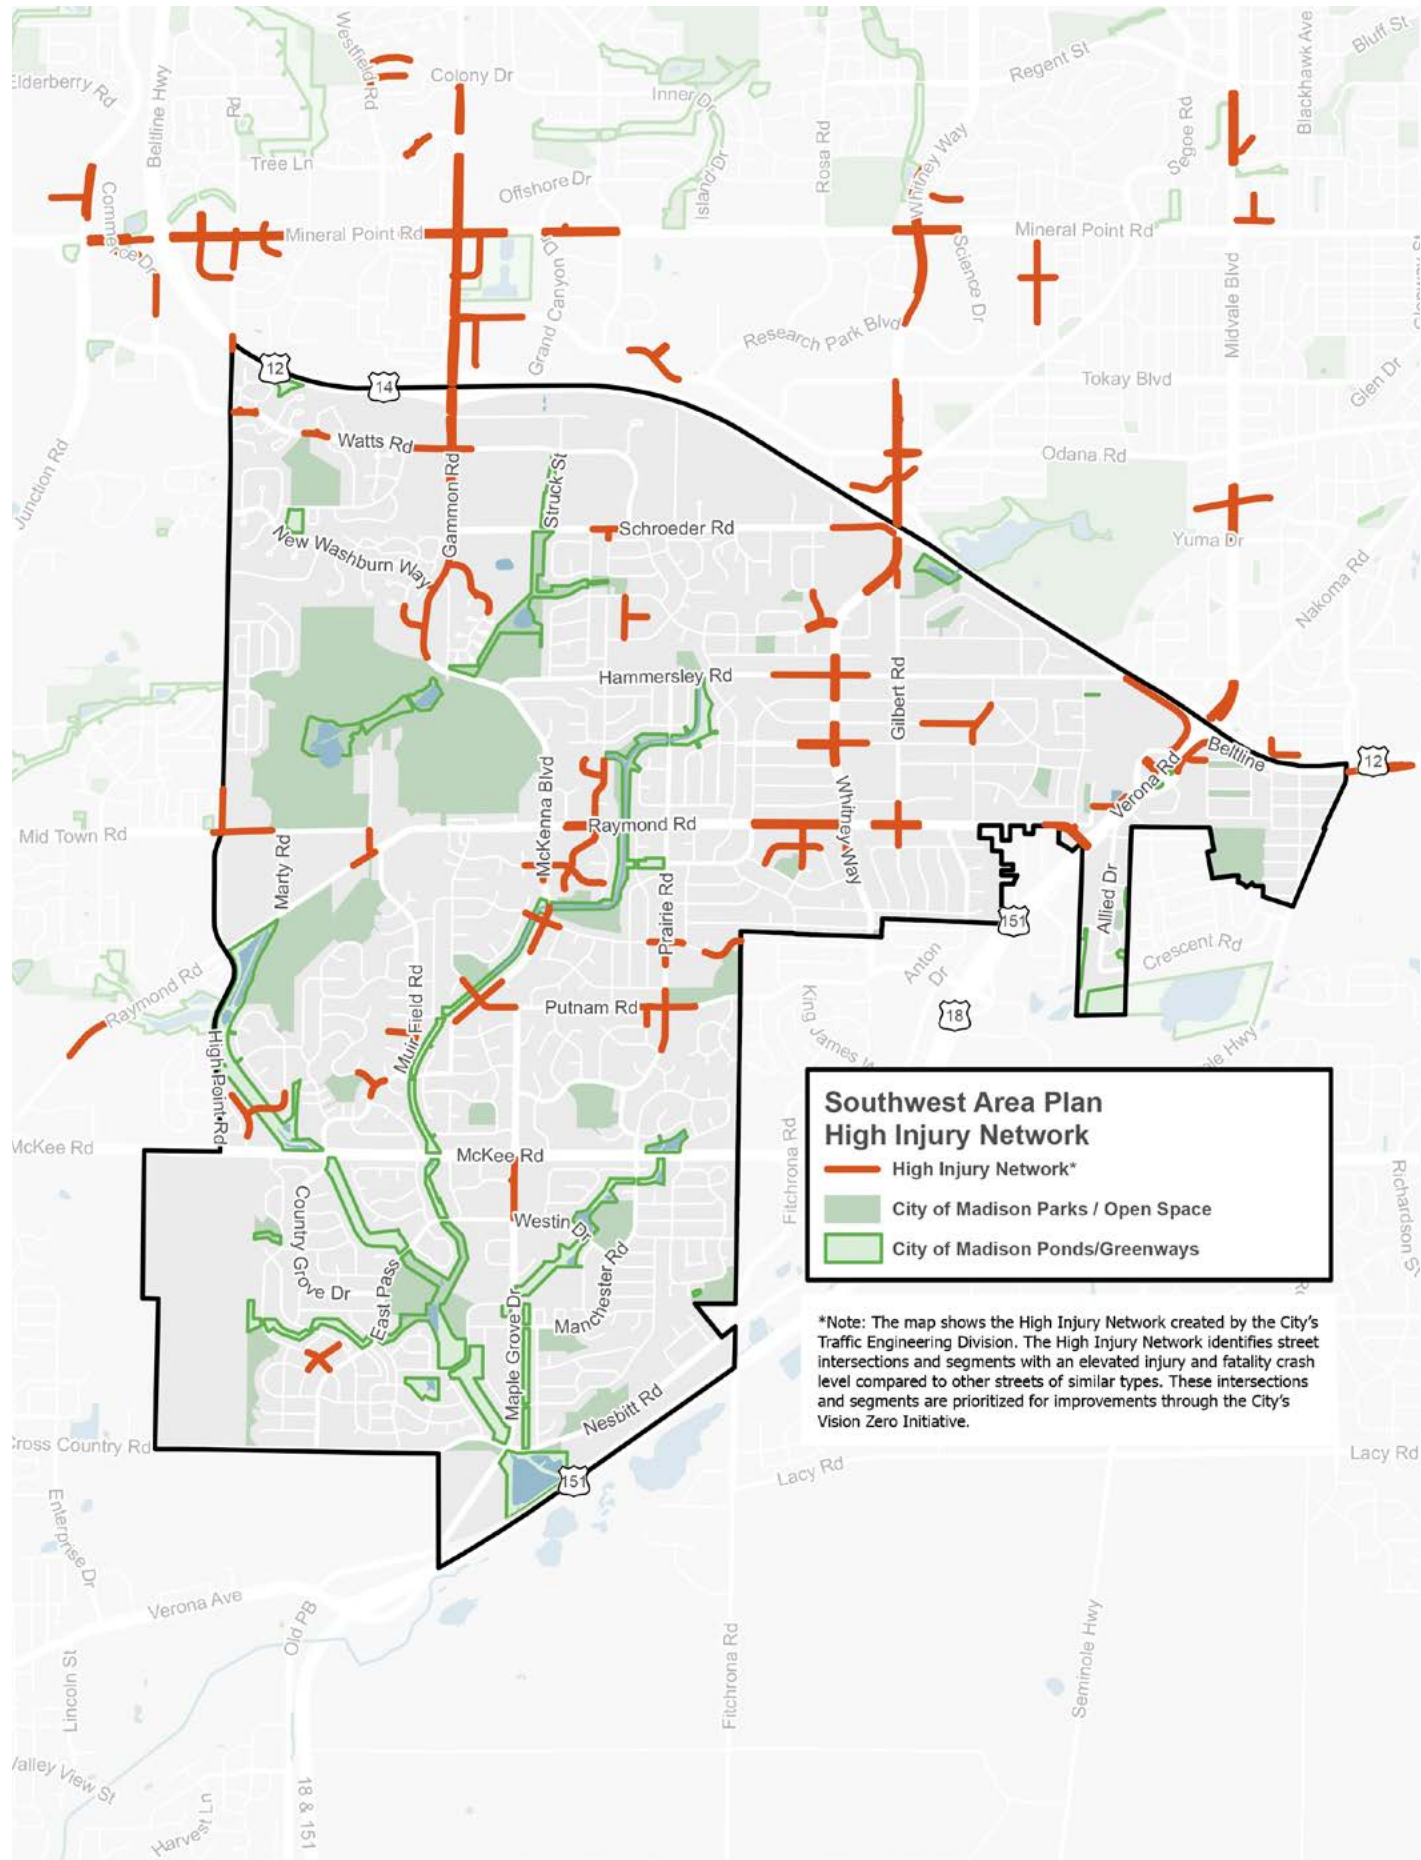 Westfield Rd
Colony Dr
Regent St
Bluff St
Elderberry Rd
Beltline Hwy
Rd
Inner Dr
Rosa Rd
Whitney Way
Segoe Rd
Blackhawk Ave
Tree Ln
Offshore Dr
Island Dr
Commerce Dr
Mineral Point Rd
Mineral Point Rd
Grand Canyon Dr
Science Dr
Research Park Blvd
Midvale Blvd
12
14
Tokay Blvd
Glen Dr
Junction Rd
Watts Rd
Gammon Rd
Struck St
Odana Rd
Schroeder Rd
New Washburn Way
Yuma Dr
Nakoma Rd
Hammersley Rd
Gilbert Rd
Beltline
12
McKenna Blvd
Whitney Way
Verona Rd
Mid Town Rd
Marty Rd
Raymond Rd
Prairie Rd
Allied Dr
151
Crescent Rd
Anton Dr
Raymond Rd
Muir Field Rd
Putnam Rd
18
King James W
ole Hwy
High Point Rd
McKee Rd
McKee Rd
Fitchrona Rd
Richardson St
Southwest Area Plan
High Injury Network
High Injury Network*
City of Madison Parks / Open Space
City of Madison Ponds/Greenways
Country Grove Dr
East Pass
Westin Dr
Manchester Rd
Maple Grove Dr
Nesbitt Rd
*Note: The map shows the High Injury Network created by the City's
Traffic Engineering Division. The High Injury Network identifies street
intersections and segments with an elevated injury and fatality crash
level compared to other streets of similar types. These intersections
and segments are prioritized for improvements through the City's
Vision Zero Initiative.
Cross Country Rd
151
Lacy Rd
Lacy Rd
Enterprise Dr
Verona Ave
Old PB
Fitchrona Rd
Seminole Hwy
Lincoln St
Valley View St
Harvest Ln
18 & 151